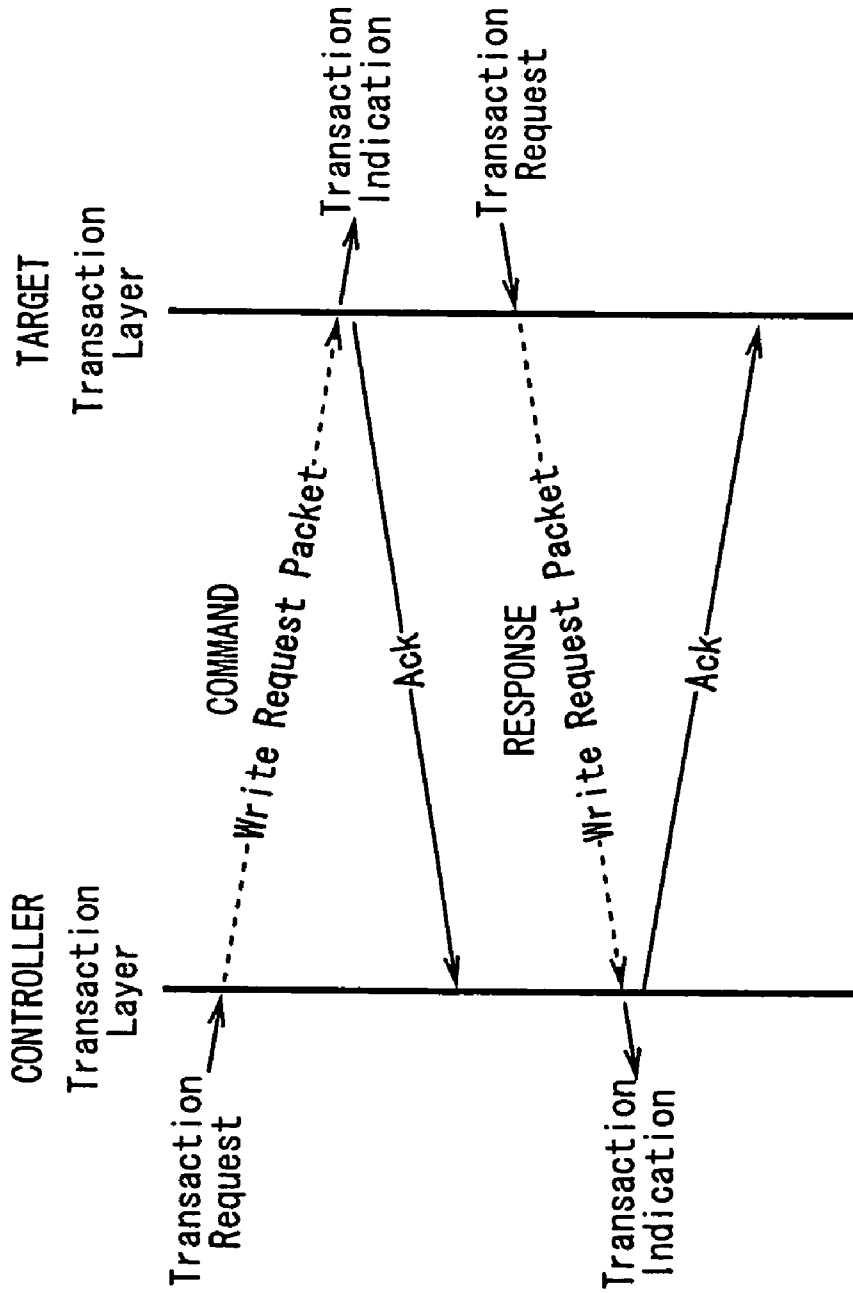 CONTROLLER
Transaction
Layer
TARGET
Transaction
Layer
Transaction
Request
COMMAND
Write Request Packet
Transaction
Indication
Ack
Transaction
Request
RESPONSE
Write Request Packet
Transaction
Indication
Ack